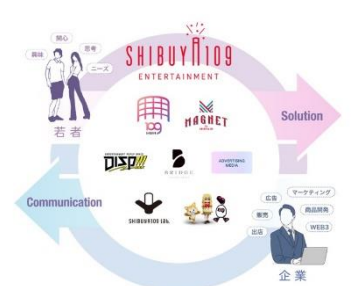 関心
興味
思考
ニーズ
若者
SHIBUYA109
ENTERTAINMENT
109
MAGNET
Solution
DISP!!!
ADVERTISING
MEDIA
Communication
SHIBUYA109 lab.
広告
マーケティング
販売
商品開発
出店
WEB3
企業